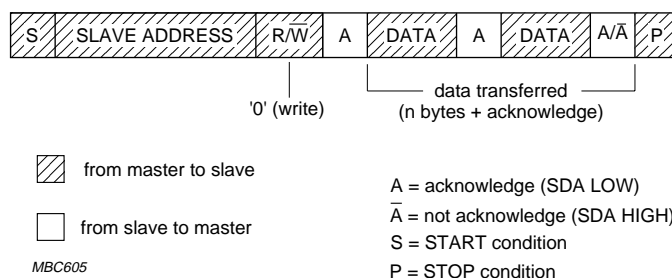 S SLAVE ADDRESS R/W̅ A DATA A DATA A/A̅ P
'0' (write)
data transferred
(n bytes + acknowledge)
from master to slave
from slave to master
A = acknowledge (SDA LOW)
A̅ = not acknowledge (SDA HIGH)
S = START condition
P = STOP condition
MBC605